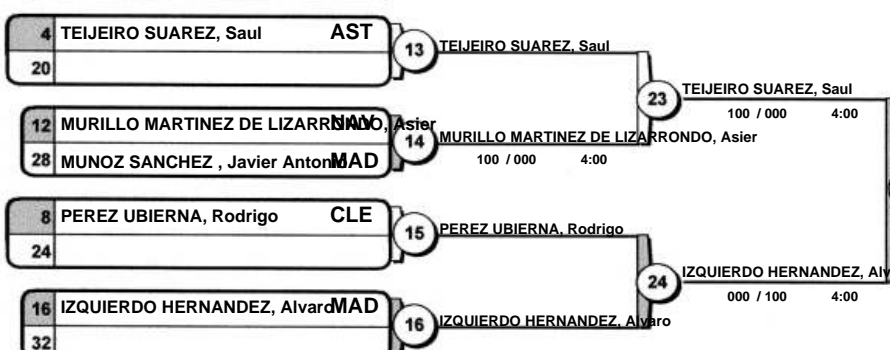 4 TEIJEIRO SUAREZ, Saul AST
20
13 TEIJEIRO SUAREZ, Saul
12 MURILLO MARTINEZ DE LIZARRONDO, Asier NAV
28 MUNOZ SANCHEZ , Javier Antonio MAD
14 MURILLO MARTINEZ DE LIZARRONDO, Asier
100 / 000 4:00
23 TEIJEIRO SUAREZ, Saul
100 / 000 4:00
8 PEREZ UBIERNA, Rodrigo CLE
24
15 PEREZ UBIERNA, Rodrigo
16 IZQUIERDO HERNANDEZ, Alvaro MAD
32
16 IZQUIERDO HERNANDEZ, Alvaro
24 IZQUIERDO HERNANDEZ, Alv
000 / 100 4:00